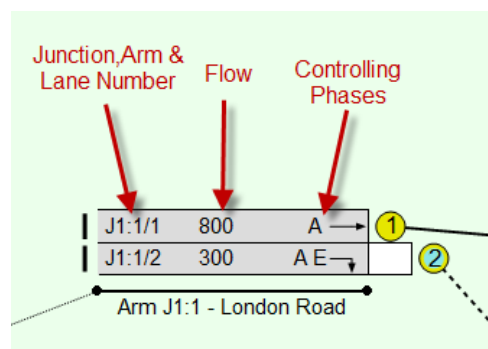 Junction,Arm &
Lane Number
Flow
Controlling
Phases
J1:1/1 800 A
1
J1:1/2 300 A E
2
Arm J1:1 - London Road